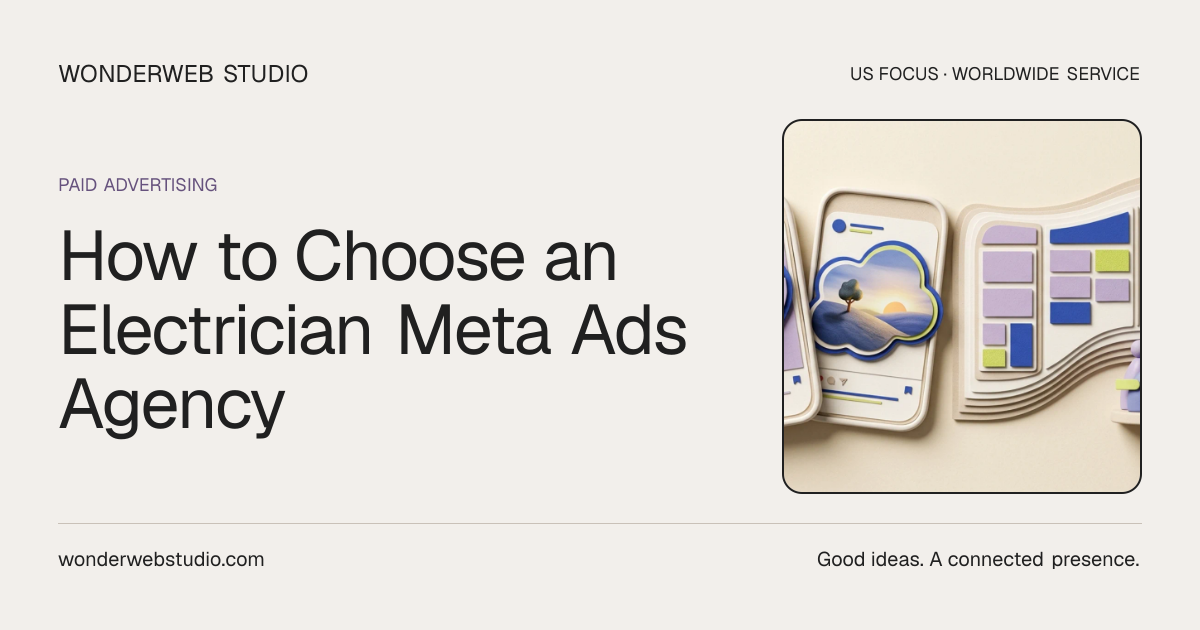 WONDERWEB STUDIO
US FOCUS · WORLDWIDE SERVICE
PAID ADVERTISING
How to Choose an
Electrician Meta Ads
Agency
wonderwebstudio.com
Good ideas. A connected presence.